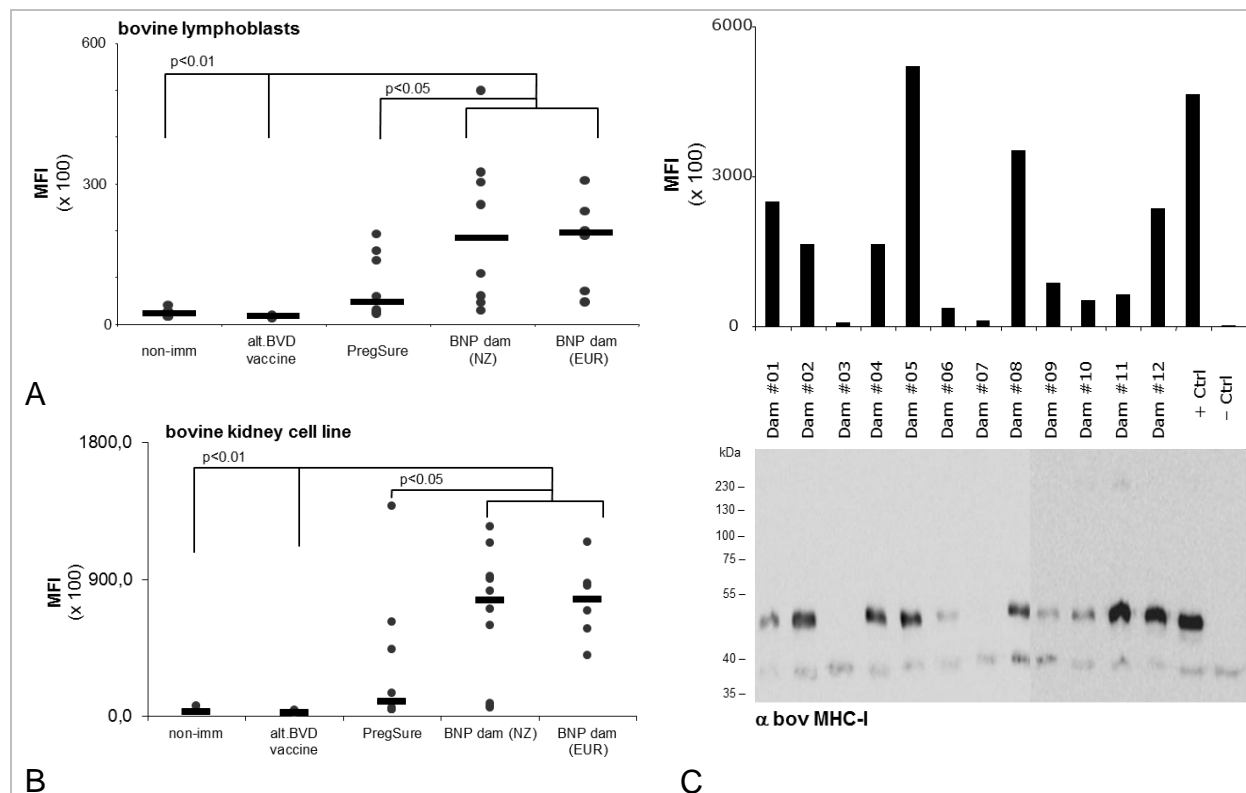 bovine lymphoblasts
600
300
0
MFI
(x 100)
p<0.01
p<0.05
non-imm
alt.BVD
vaccine
PregSure
BNP dam
(NZ)
BNP dam
(EUR)
A
bovine kidney cell line
1800,0
900,0
0,0
MFI
(x 100)
p<0.01
p<0.05
non-imm
alt.BVD
vaccine
PregSure
BNP dam (NZ)
BNP dam
(EUR)
B
6000
3000
0
MFI
(x 100)
Dam #01
Dam #02
Dam #03
Dam #04
Dam #05
Dam #06
Dam #07
Dam #08
Dam #09
Dam #10
Dam #11
Dam #12
+ Ctrl
– Ctrl
kDa
230 –
130 –
100 –
75 –
55 –
40 –
35 –
α bov MHC-I
C